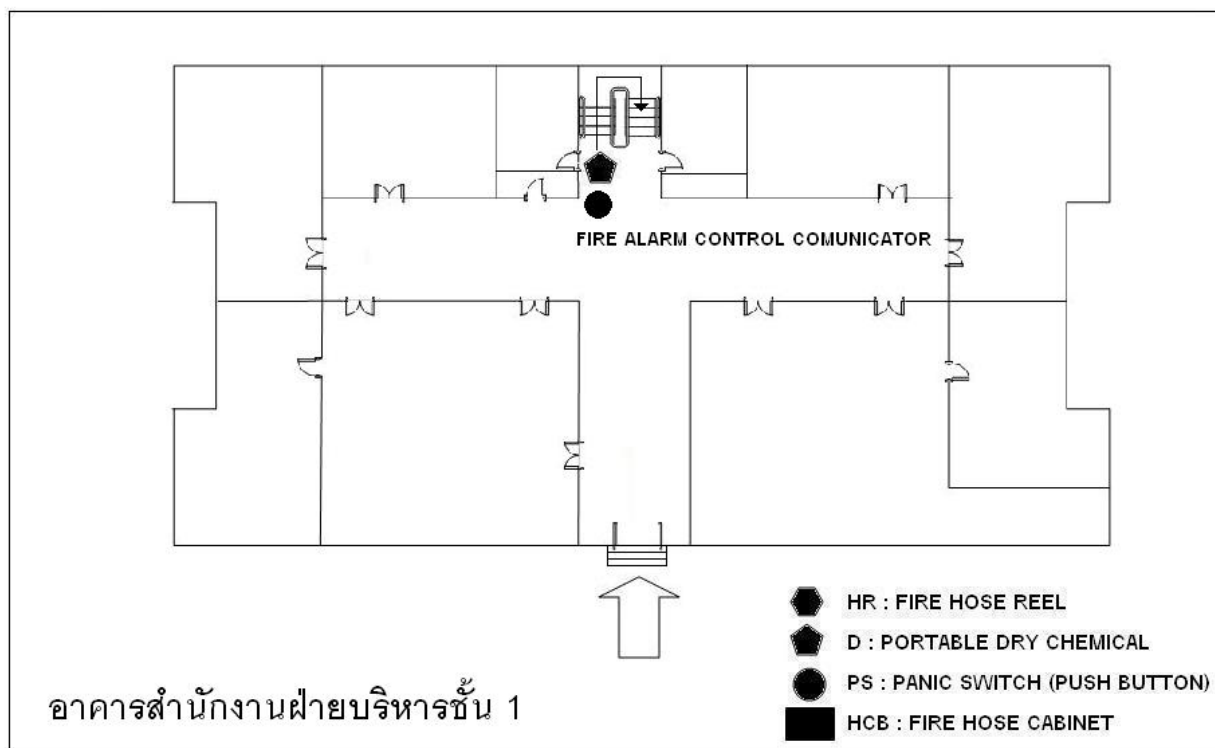 FIRE ALARM CONTROL COMUNICATOR
HR : FIRE HOSE REEL
D : PORTABLE DRY CHEMICAL
PS : PANIC SWITCH (PUSH BUTTON)
HCB : FIRE HOSE CABINET
อาคารสำนักงานฝ่ายบริหารชั้น 1